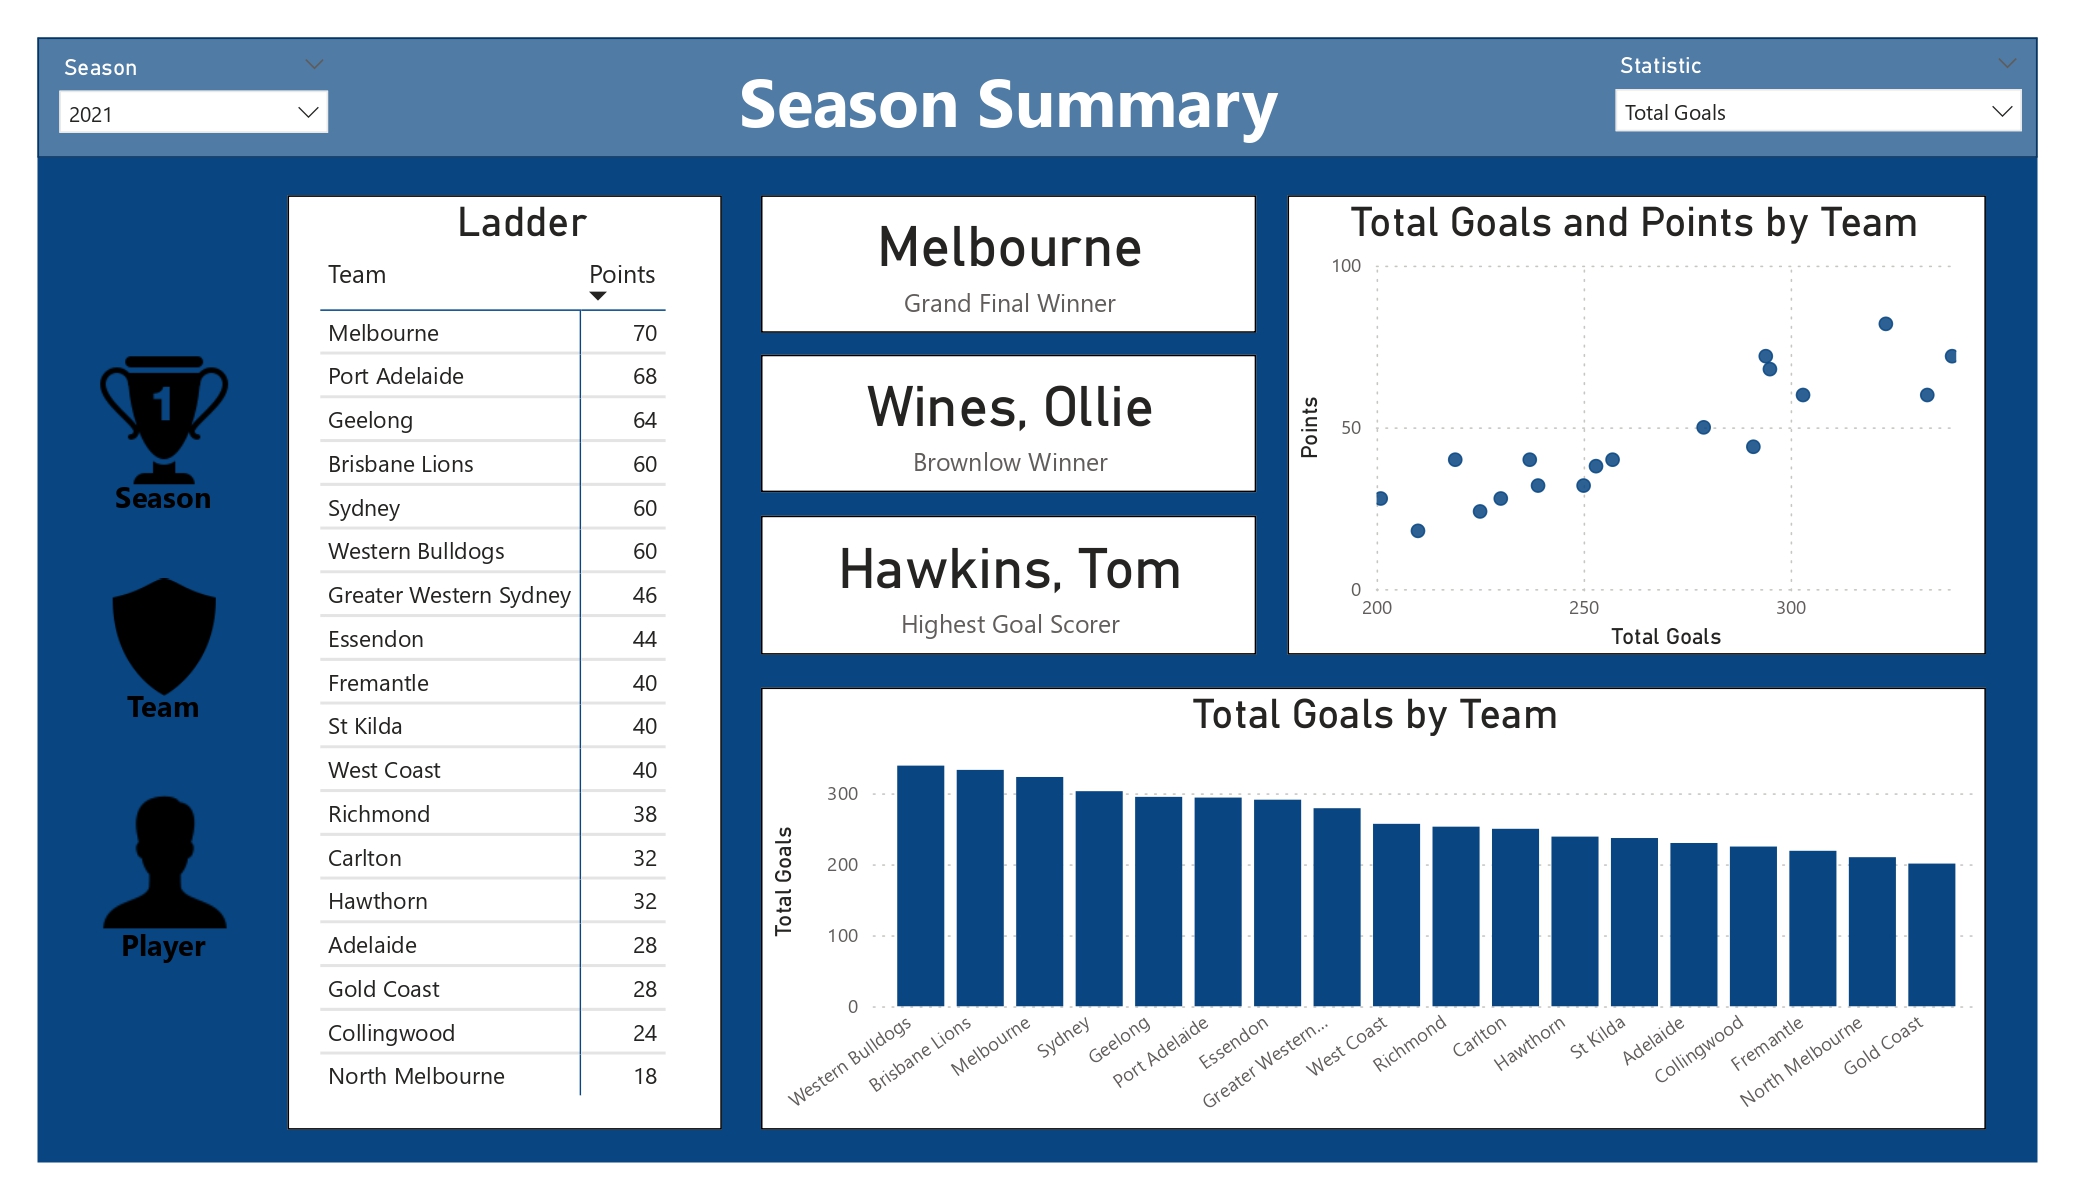 Season
2021
Season Summary
Statistic
Total Goals
1
Season
Team
Player
Ladder
Team Points
Melbourne 70
Port Adelaide 68
Geelong 64
Brisbane Lions 60
Sydney 60
Western Bulldogs 60
Greater Western Sydney 46
Essendon 44
Fremantle 40
St Kilda 40
West Coast 40
Richmond 38
Carlton 32
Hawthorn 32
Adelaide 28
Gold Coast 28
Collingwood 24
North Melbourne 18
Melbourne
Grand Final Winner
Wines, Ollie
Brownlow Winner
Hawkins, Tom
Highest Goal Scorer
Total Goals and Points by Team
Points
100
50
0
200 250 300
Total Goals
Total Goals by Team
Total Goals
300
200
100
0
Western Bulldogs
Brisbane Lions
Melbourne
Sydney
Geelong
Port Adelaide
Essendon
Greater Western...
West Coast
Richmond
Carlton
Hawthorn
St Kilda
Adelaide
Collingwood
Fremantle
North Melbourne
Gold Coast